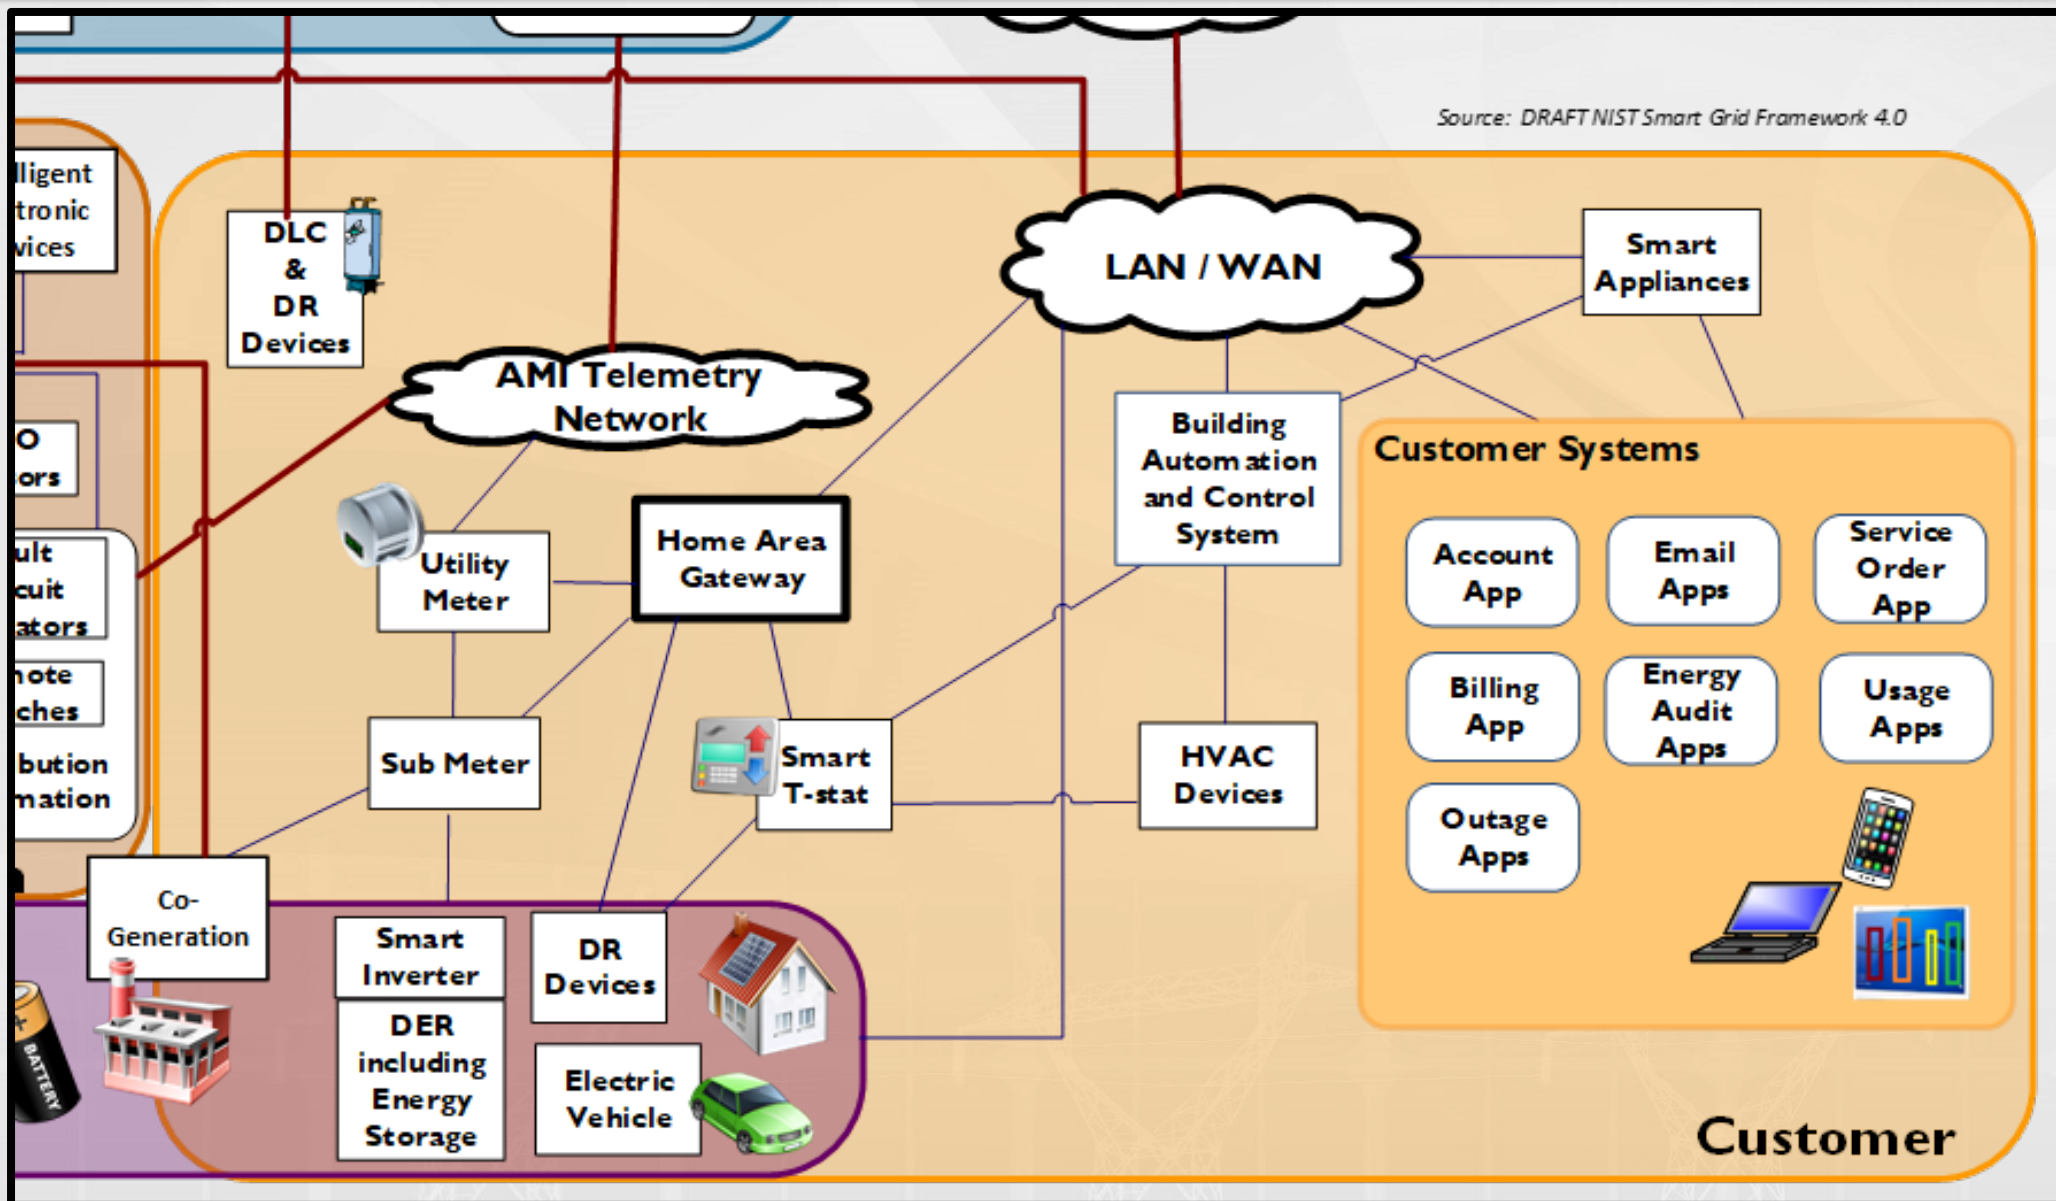 Source: DRAFT NIST Smart Grid Framework 4.0
DLC
&
DR
Devices
LAN / WAN
Smart
Appliances
AMI Telemetry
Network
Building
Automation
and Control
System
Customer Systems
Utility
Meter
Home Area
Gateway
Account
App
Email
Apps
Service
Order
App
Billing
App
Energy
Audit
Apps
Usage
Apps
Outage
Apps
Sub Meter
Smart
T-stat
HVAC
Devices
Co-
Generation
Smart
Inverter
DR
Devices
DER
including
Energy
Storage
Electric
Vehicle
BATTERY
Customer